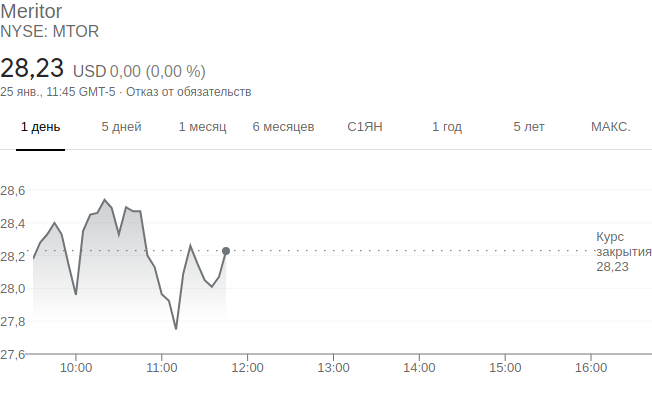 Meritor
NYSE: MTOR
28,23 USD 0,00 (0,00 %)
25 янв., 11:45 GMT-5 · Отказ от обязательств
1 день 5 дней 1 месяц 6 месяцев С1ЯН 1 год 5 лет МАКС.
28,6
28,4
Курс
закрытия
28,23
28,2
28,0
27,8
27,6
10:00 11:00 12:00 13:00 14:00 15:00 16:00